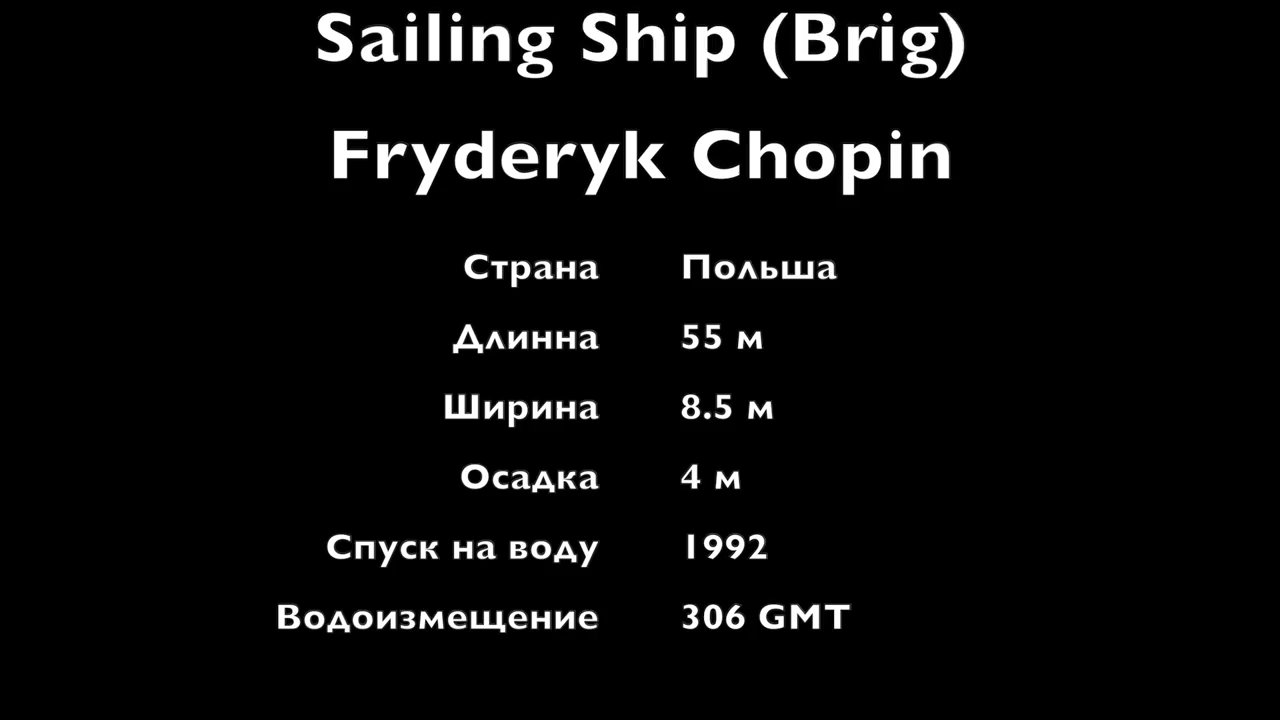 Sailing Ship (Brig)
Fryderyk Chopin
Страна Польша
Длинна 55 м
Ширина 8.5 м
Осадка 4 м
Спуск на воду 1992
Водоизмещение 306 GMT